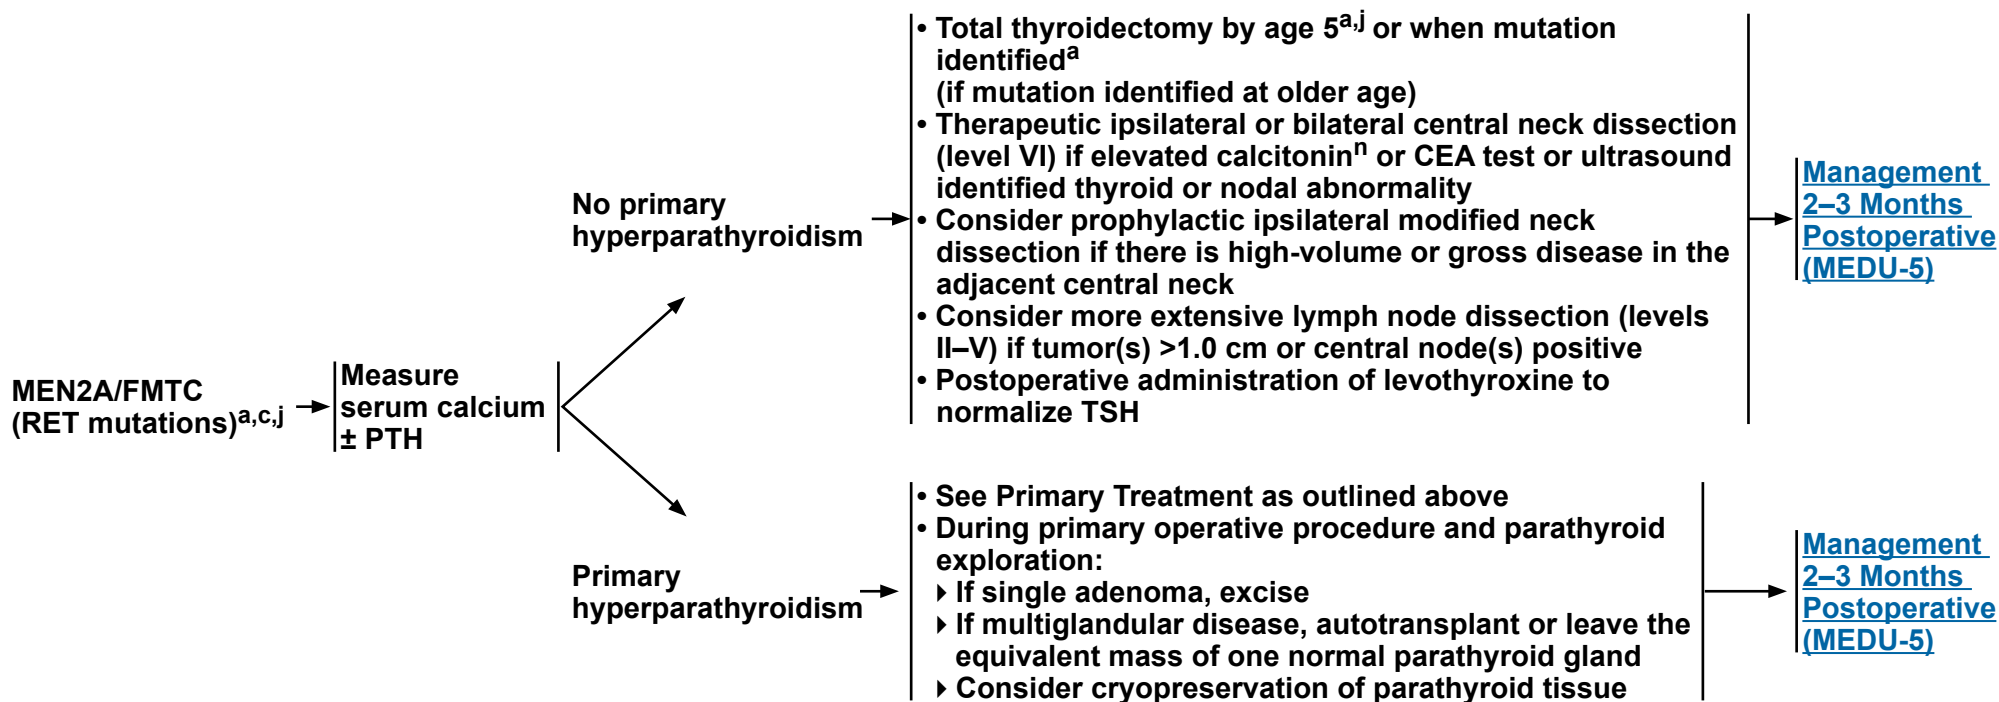 MEN2A/FMTC
(RET mutations)a,c,j
Measure
serum calcium
± PTH
No primary
hyperparathyroidism
• Total thyroidectomy by age 5a,j or when mutation
identifieda
(if mutation identified at older age)
• Therapeutic ipsilateral or bilateral central neck dissection
(level VI) if elevated calcitoninn or CEA test or ultrasound
identified thyroid or nodal abnormality
• Consider prophylactic ipsilateral modified neck
dissection if there is high-volume or gross disease in the
adjacent central neck
• Consider more extensive lymph node dissection (levels
II–V) if tumor(s) >1.0 cm or central node(s) positive
• Postoperative administration of levothyroxine to
normalize TSH
Management
2–3 Months
Postoperative
(MEDU-5)
Primary
hyperparathyroidism
• See Primary Treatment as outlined above
• During primary operative procedure and parathyroid
exploration:
If single adenoma, excise
If multiglandular disease, autotransplant or leave the
equivalent mass of one normal parathyroid gland
Consider cryopreservation of parathyroid tissue
Management
2–3 Months
Postoperative
(MEDU-5)